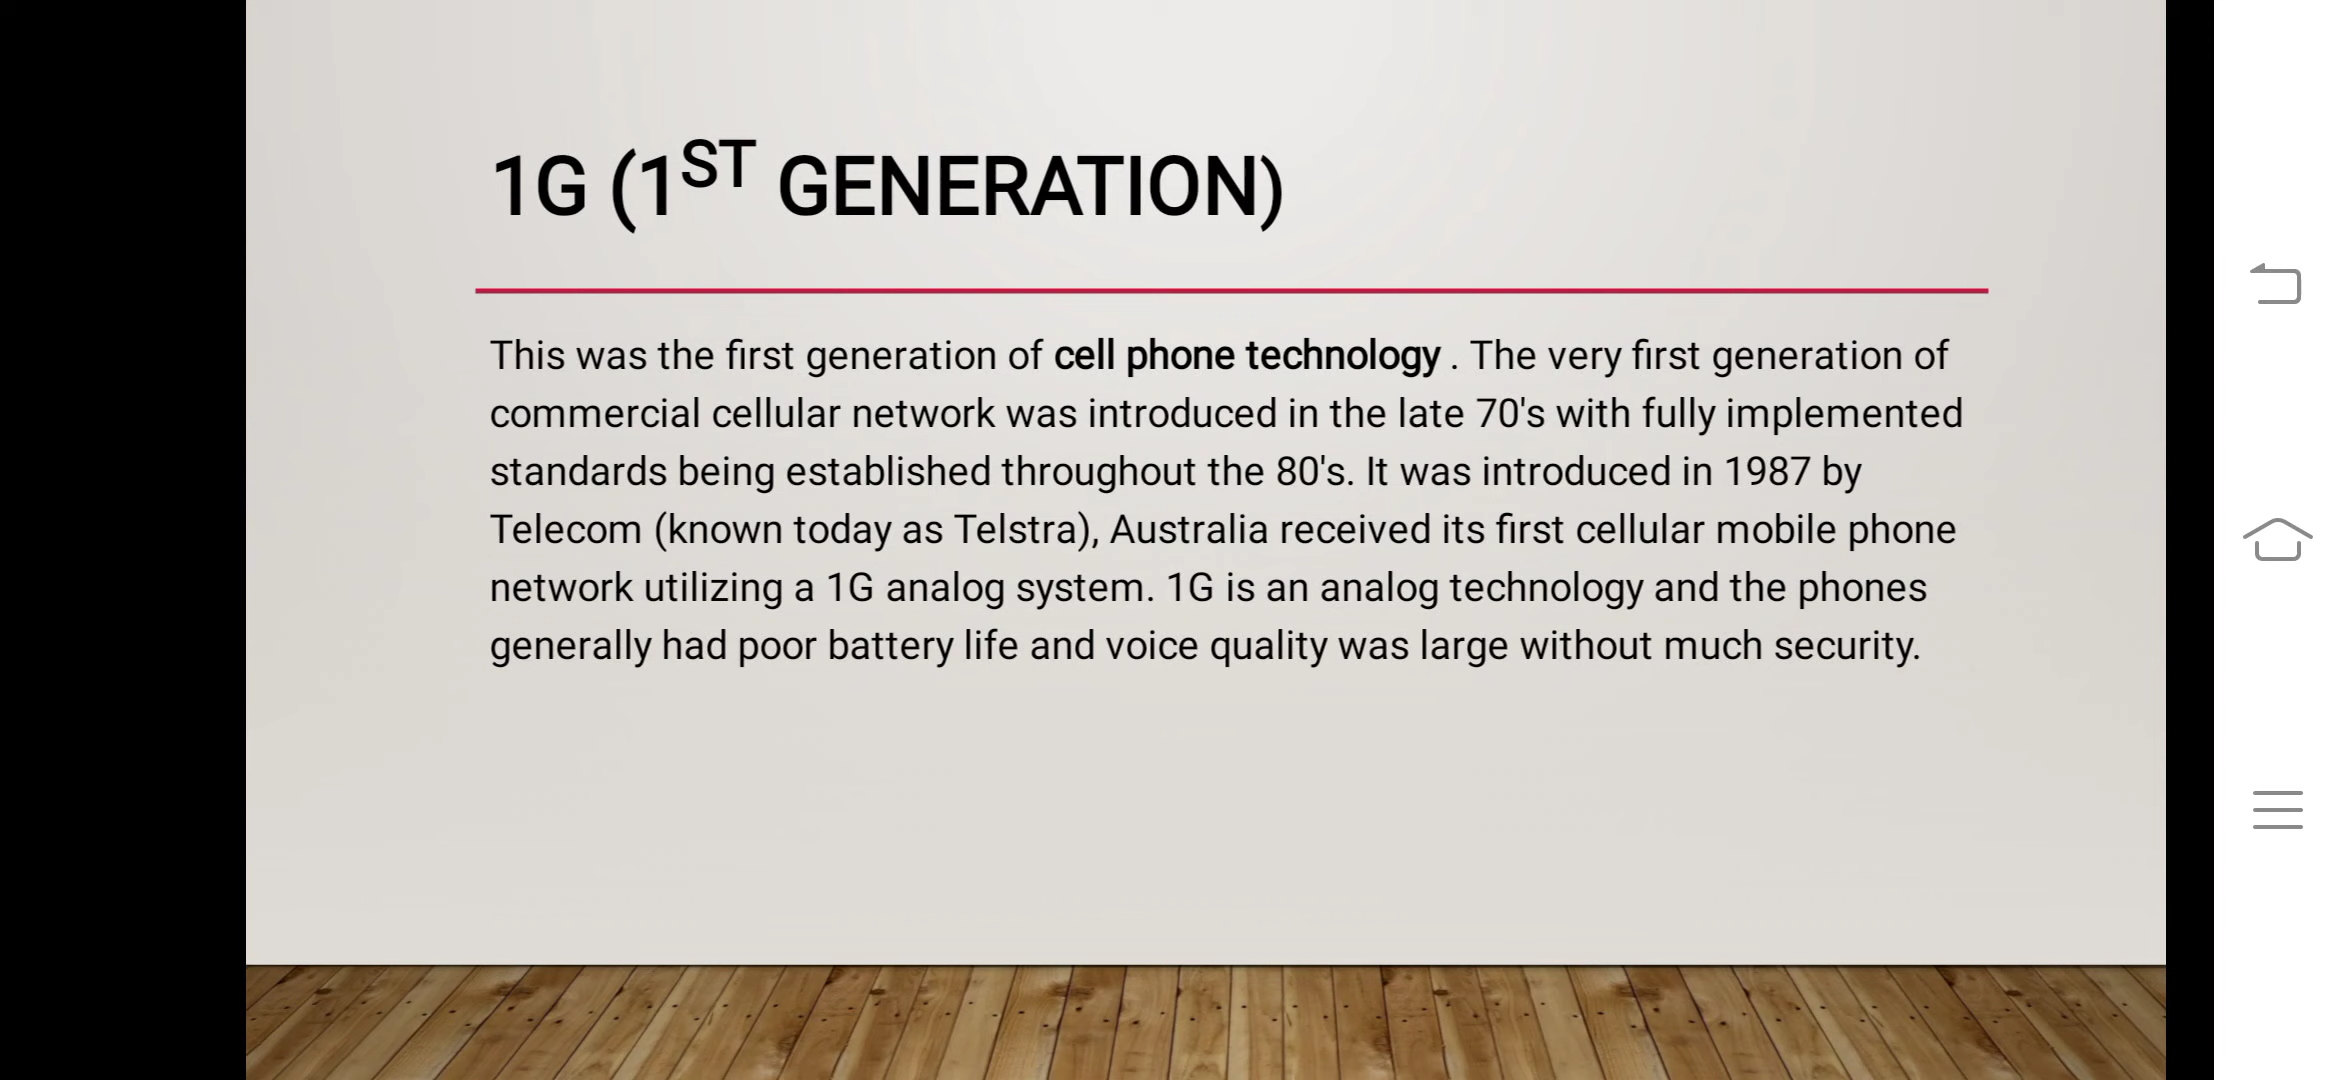 1G (1ST GENERATION)
This was the first generation of cell phone technology . The very first generation of
commercial cellular network was introduced in the late 70's with fully implemented
standards being established throughout the 80's. It was introduced in 1987 by
Telecom (known today as Telstra), Australia received its first cellular mobile phone
network utilizing a 1G analog system. 1G is an analog technology and the phones
generally had poor battery life and voice quality was large without much security.